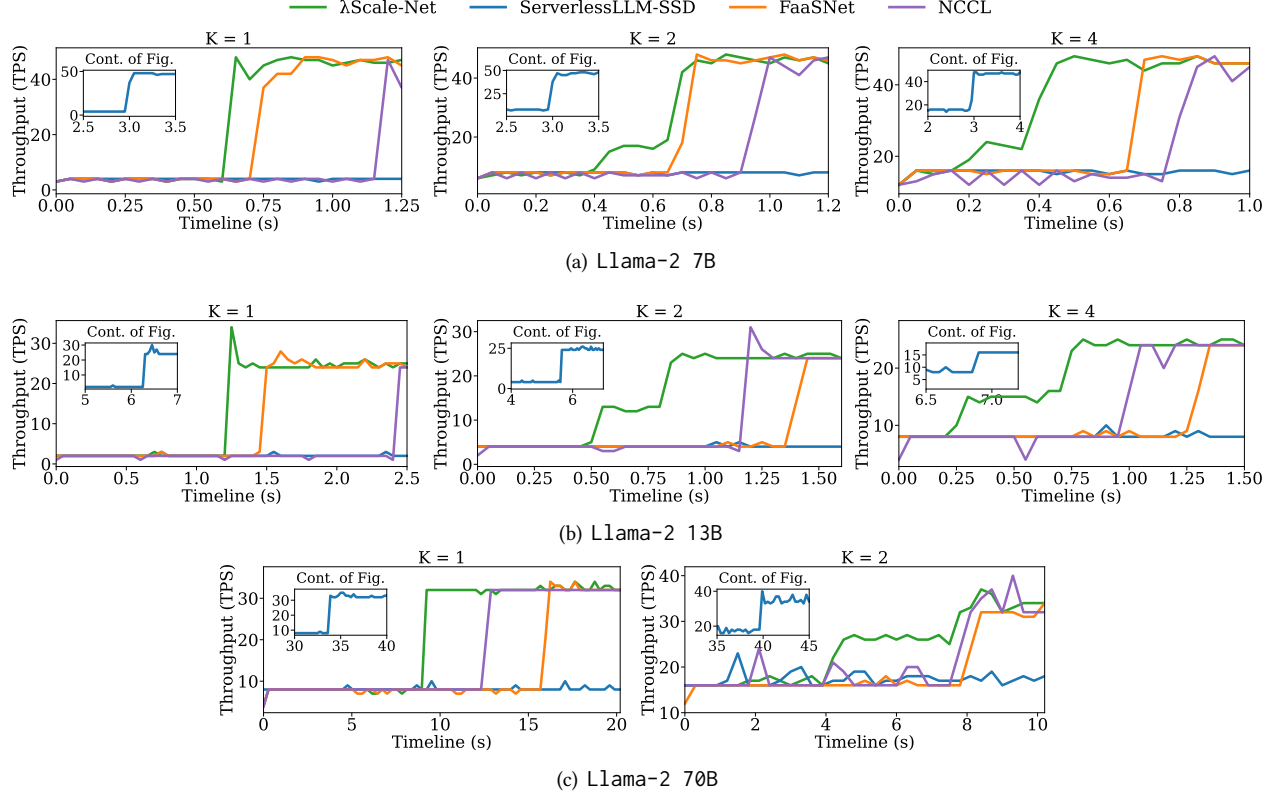 λScale-Net ServerlessLLM-SSD FaaSNet NCCL
K = 1
Throughput (TPS)
40
20
0
Cont. of Fig.
50
0
2.5 3.0 3.5
0.00 0.25 0.50 0.75 1.00 1.25
Timeline (s)
K = 2
Throughput (TPS)
40
20
Cont. of Fig.
50
25
2.5 3.0 3.5
0.0 0.2 0.4 0.6 0.8 1.0 1.2
Timeline (s)
K = 4
Throughput (TPS)
40
20
Cont. of Fig.
40
20
2 3 4
0.0 0.2 0.4 0.6 0.8 1.0
Timeline (s)
(a) Llama-2 7B
K = 1
Throughput (TPS)
30
20
10
0
Cont. of Fig.
30
20
10
5 6 7
0.0 0.5 1.0 1.5 2.0 2.5
Timeline (s)
K = 2
Throughput (TPS)
30
20
10
0
Cont. of Fig.
25
0
4 6
0.00 0.25 0.50 0.75 1.00 1.25 1.50
Timeline (s)
K = 4
Throughput (TPS)
20
10
Cont. of Fig.
15
10
5
6.5 7.0
0.00 0.25 0.50 0.75 1.00 1.25 1.50
Timeline (s)
(b) Llama-2 13B
K = 1
Throughput (TPS)
30
20
10
Cont. of Fig.
30
20
10
30 35 40
0 5 10 15 20
Timeline (s)
K = 2
Throughput (TPS)
40
30
20
10
Cont. of Fig.
40
20
35 40 45
0 2 4 6 8 10
Timeline (s)
(c) Llama-2 70B